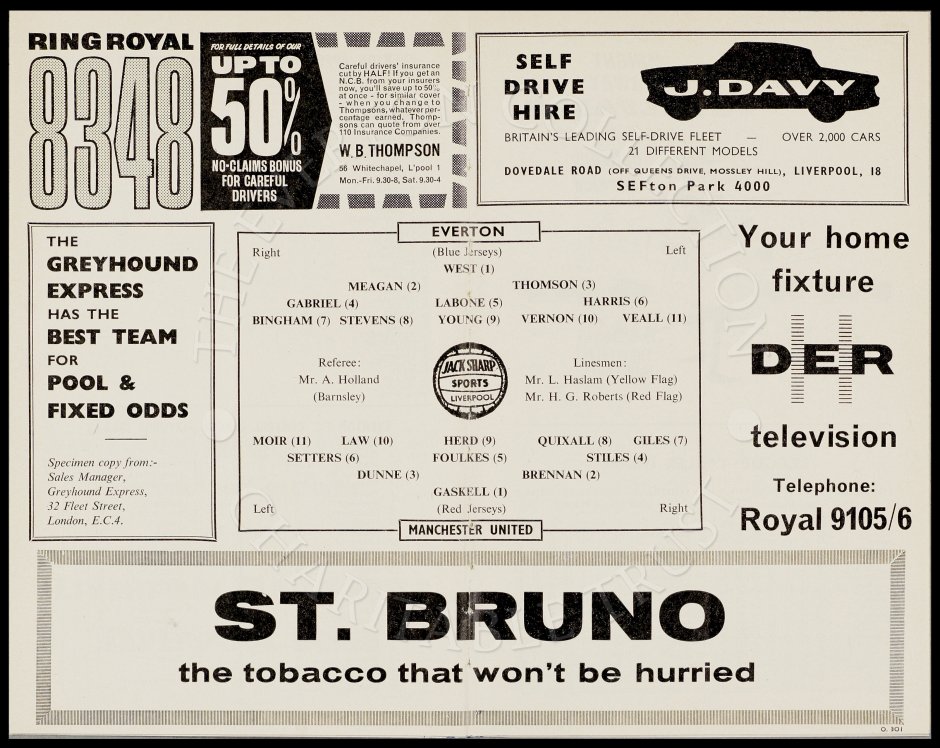 RING ROYAL
8348
FOR FULL DETAILS OF OUR
UP TO
50%
NO-CLAIMS BONUS
FOR CAREFUL
DRIVERS
Careful drivers' insurance
cut by HALF! If you get an
N.C.B. from your insurers
now, you'll save up to 50%
at once - for similar cover
- when you change to
Thompsons, whatever per-
centage earned. Thomp-
sons can quote from over
110 Insurance Companies.
W. B. THOMPSON
56 Whitechapel, L'pool 1
Mon.-Fri. 9.30-8, Sat. 9.30-4
SELF
DRIVE
HIRE
J. DAVY
BRITAIN'S LEADING SELF-DRIVE FLEET — OVER 2,000 CARS
21 DIFFERENT MODELS
DOVEDALE ROAD (OFF QUEENS DRIVE, MOSSLEY HILL), LIVERPOOL, 18
SEFton Park 4000
THE
GREYHOUND
EXPRESS
HAS THE
BEST TEAM
FOR
POOL &
FIXED ODDS
Specimen copy from:-
Sales Manager,
Greyhound Express,
32 Fleet Street,
London, E.C.4.
EVERTON
Right (Blue Jerseys) Left
WEST (1)
MEAGAN (2) THOMSON (3)
GABRIEL (4) LABONE (5) HARRIS (6)
BINGHAM (7) STEVENS (8) YOUNG (9) VERNON (10) VEALL (11)
Referee:
Mr. A. Holland
(Barnsley)
JACK SHARP
SPORTS
LIVERPOOL
Linesmen:
Mr. L. Haslam (Yellow Flag)
Mr. H. G. Roberts (Red Flag)
MOIR (11) LAW (10) HERD (9) QUIXALL (8) GILES (7)
SETTERS (6) FOULKES (5) STILES (4)
DUNNE (3) BRENNAN (2)
GASKELL (1)
Left (Red Jerseys) Right
MANCHESTER UNITED
Your home
fixture
DER
television
Telephone:
Royal 9105/6
ST. BRUNO
the tobacco that won't be hurried
O. 301
THE EVERTON COLLECTION
CHARITABLE TRUST